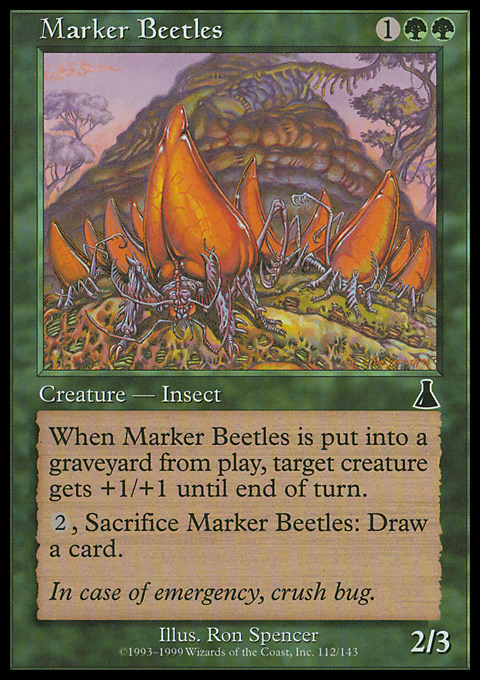 Marker Beetles 1
Creature — Insect
When Marker Beetles is put into a
graveyard from play, target creature
gets +1/+1 until end of turn.
2, Sacrifice Marker Beetles: Draw
a card.
In case of emergency, crush bug.
Illus. Ron Spencer
2/3
©1993–1999 Wizards of the Coast, Inc. 112/143